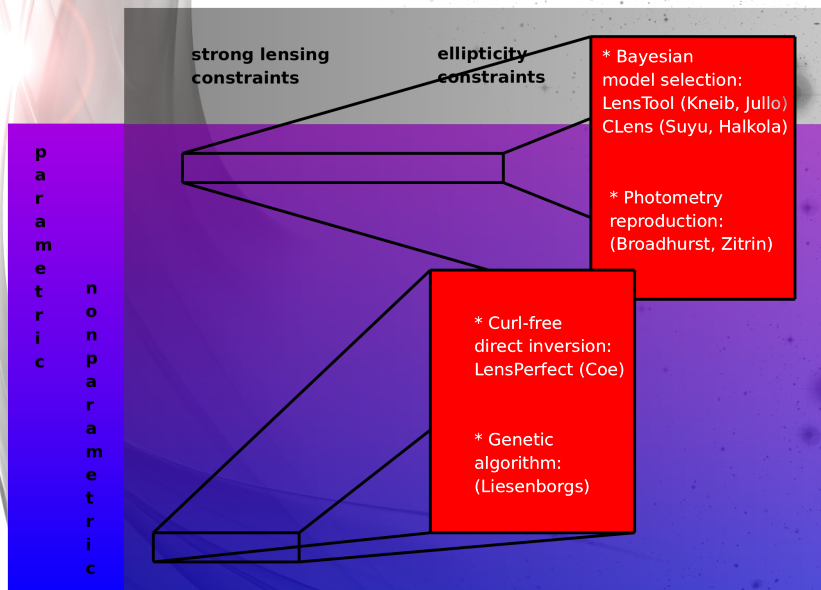 strong lensing
constraints
ellipticity
constraints
* Bayesian
model selection:
LensTool (Kneib, Jullo)
CLens (Suyu, Halkola)
* Photometry
reproduction:
(Broadhurst, Zitrin)
parametric
nonparametric
* Curl-free
direct inversion:
LensPerfect (Coe)
* Genetic
algorithm:
(Liesenborgs)